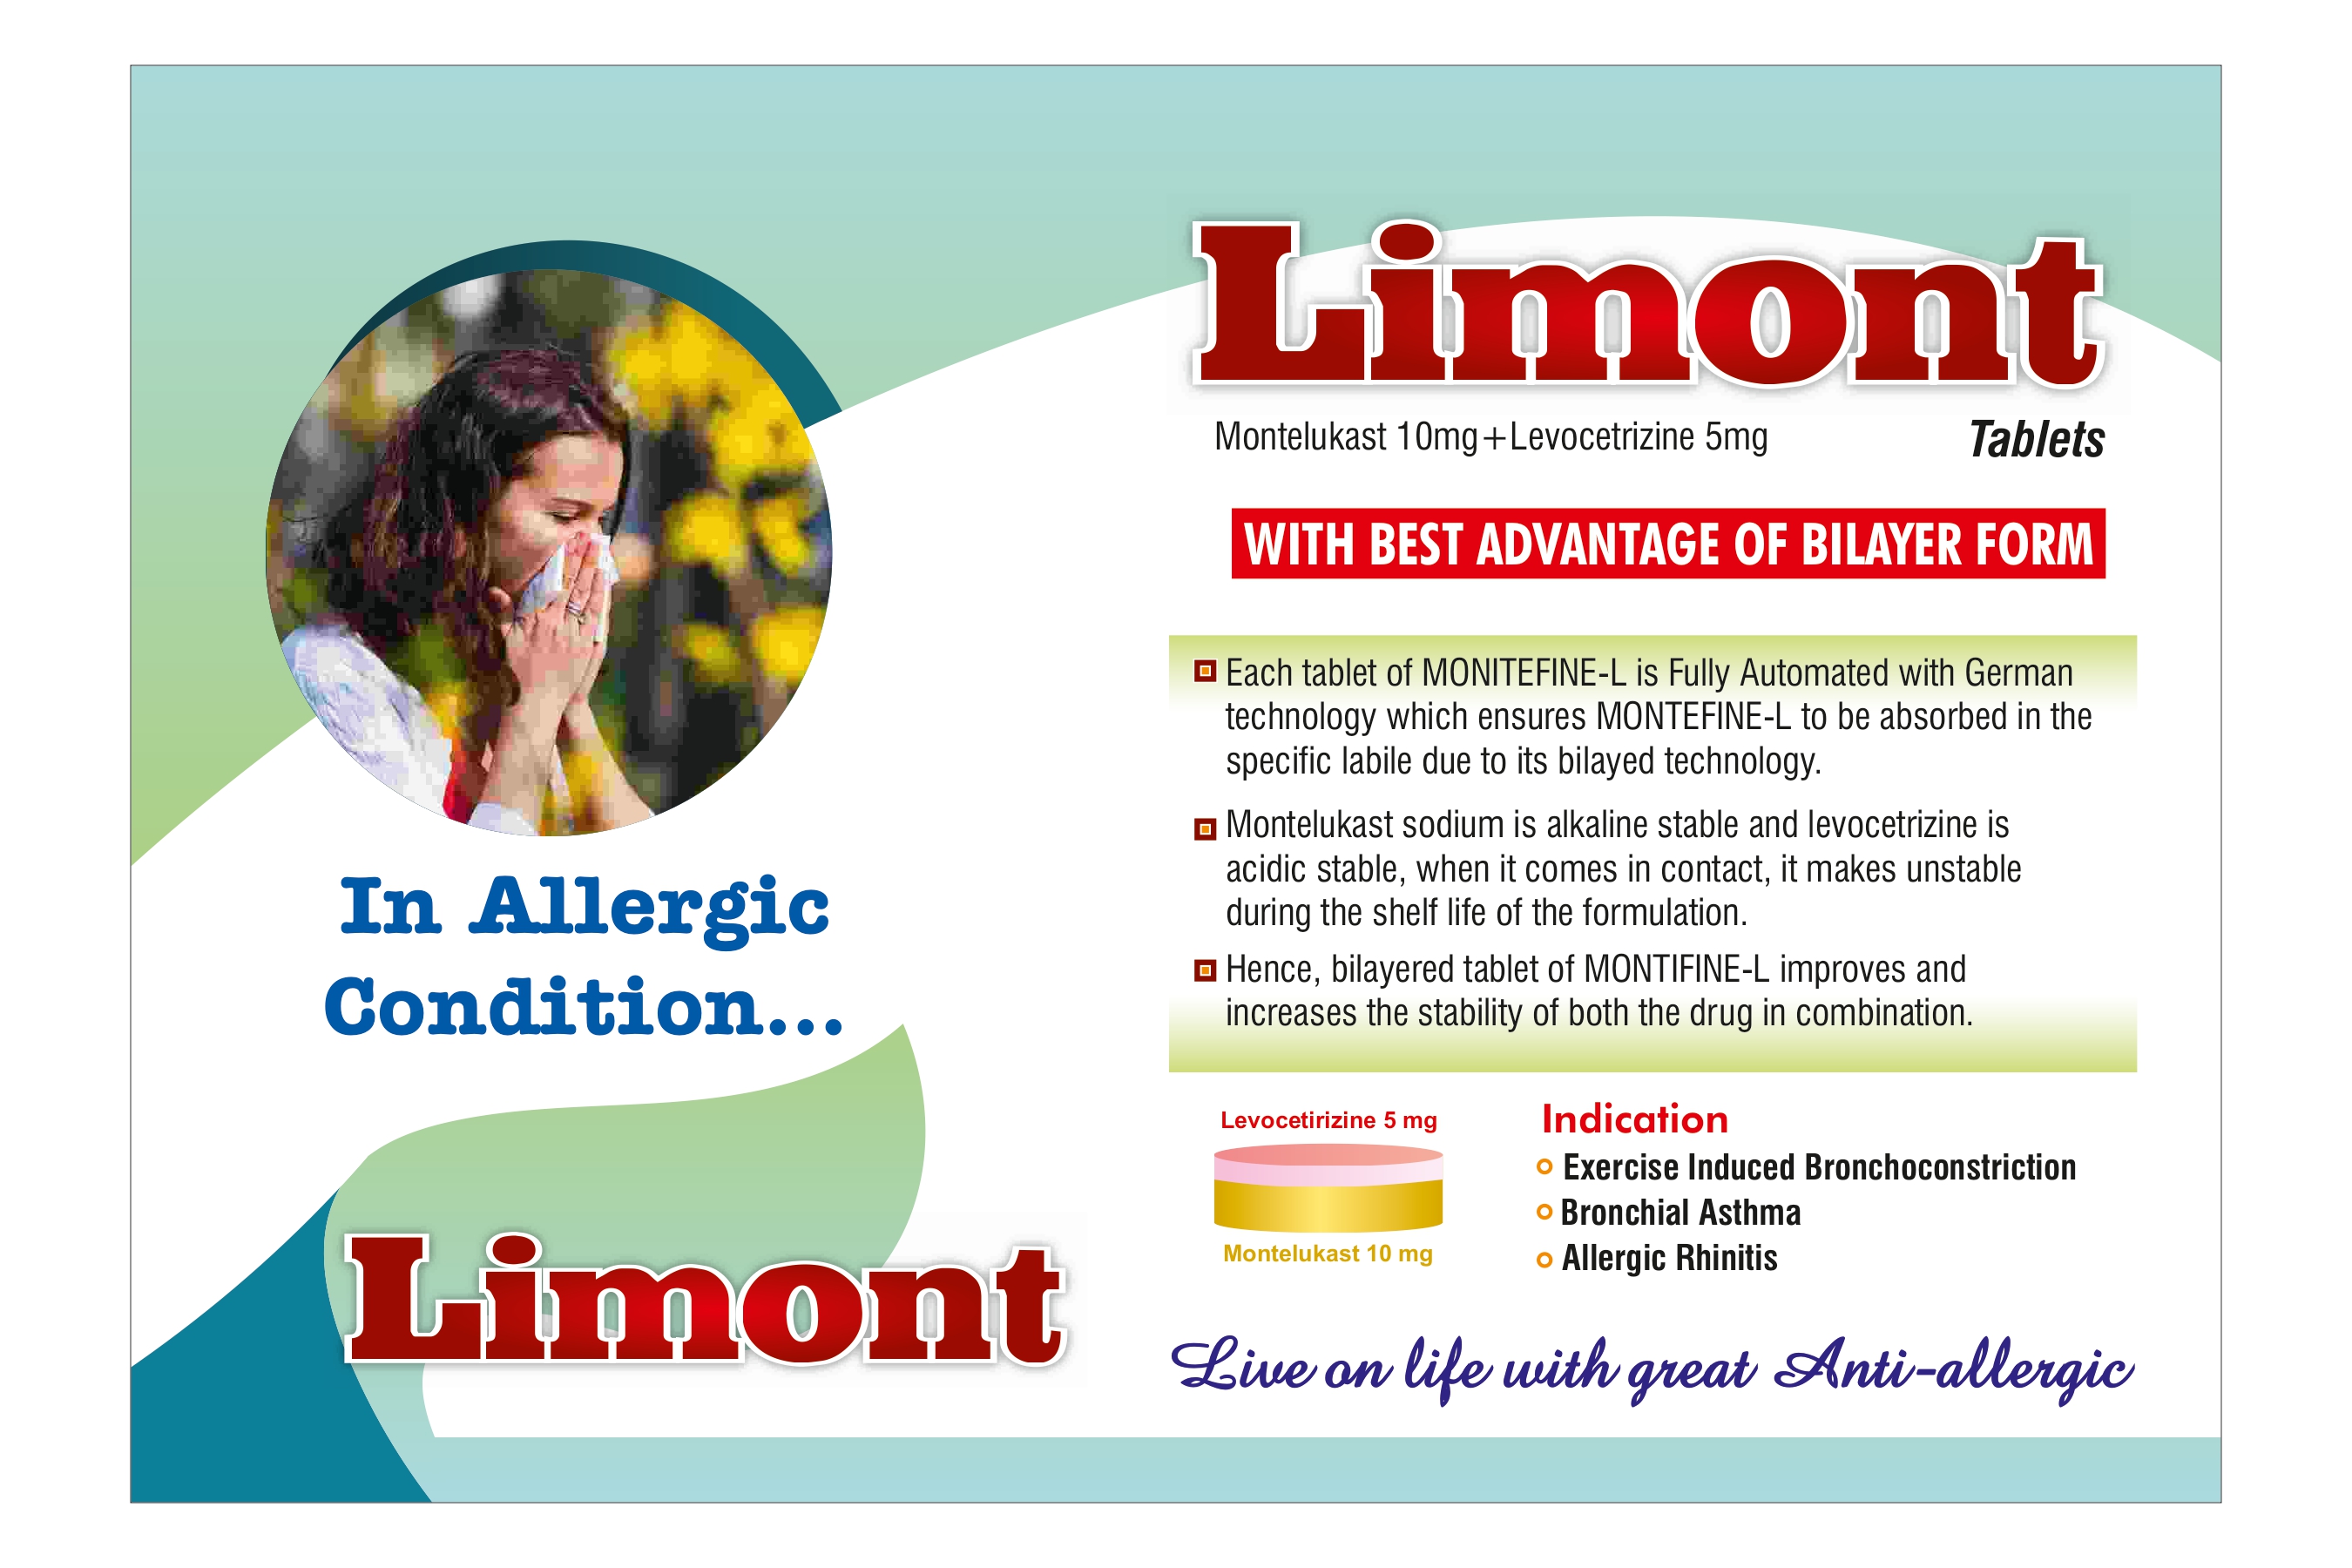 In Allergic
Condition...
Limont
Limont
Montelukast 10mg+Levocetrizine 5mg
Tablets
WITH BEST ADVANTAGE OF BILAYER FORM
Each tablet of MONITEFINE-L is Fully Automated with German
technology which ensures MONTEFINE-L to be absorbed in the
specific labile due to its bilayed technology.
Montelukast sodium is alkaline stable and levocetrizine is
acidic stable, when it comes in contact, it makes unstable
during the shelf life of the formulation.
Hence, bilayered tablet of MONTIFINE-L improves and
increases the stability of both the drug in combination.
Levocetirizine 5 mg
Montelukast 10 mg
Indication
Exercise Induced Bronchoconstriction
Bronchial Asthma
Allergic Rhinitis
Live on life with great Anti-allergic